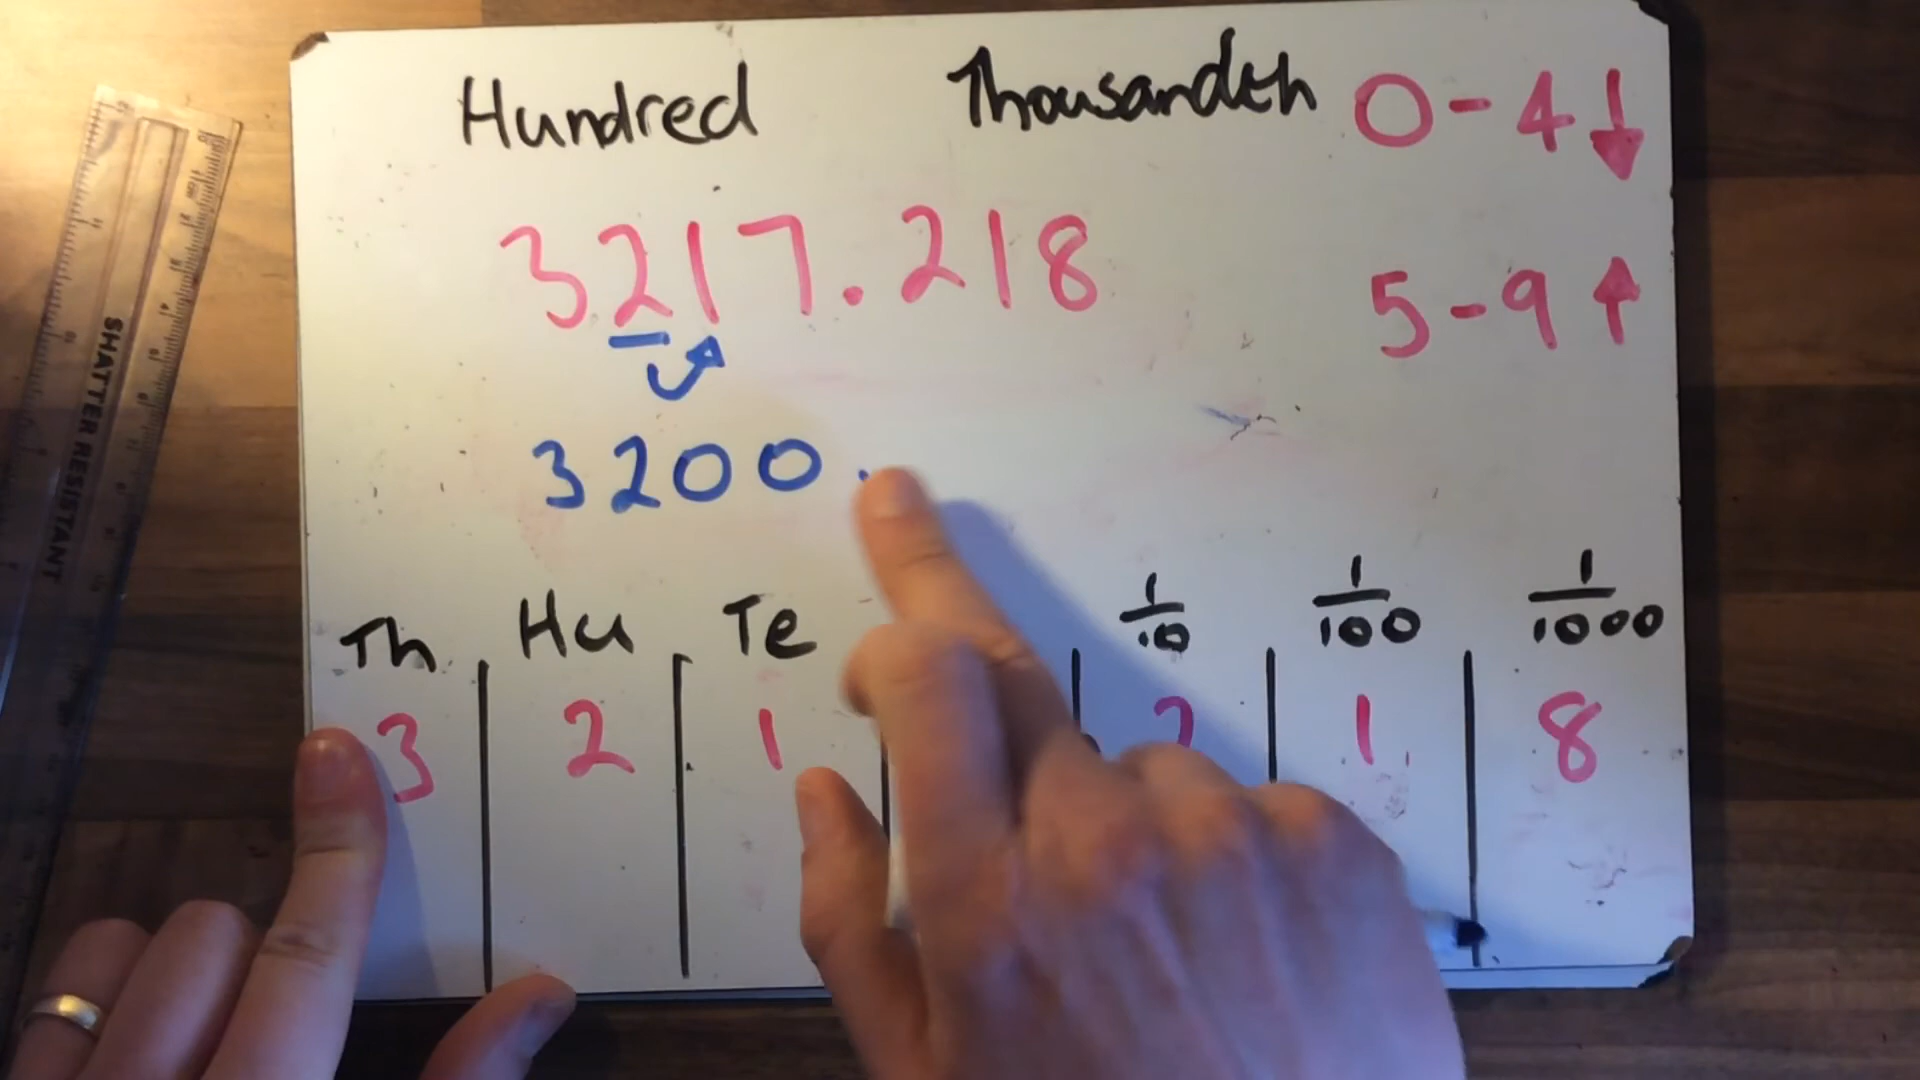 Hundred Thousandth 0-4↓
3217.218
5-9↑
3200.
Th Hu Te 1/10 1/100 1/1000
3 2 1 2 1 8
SHATTER RESISTANT